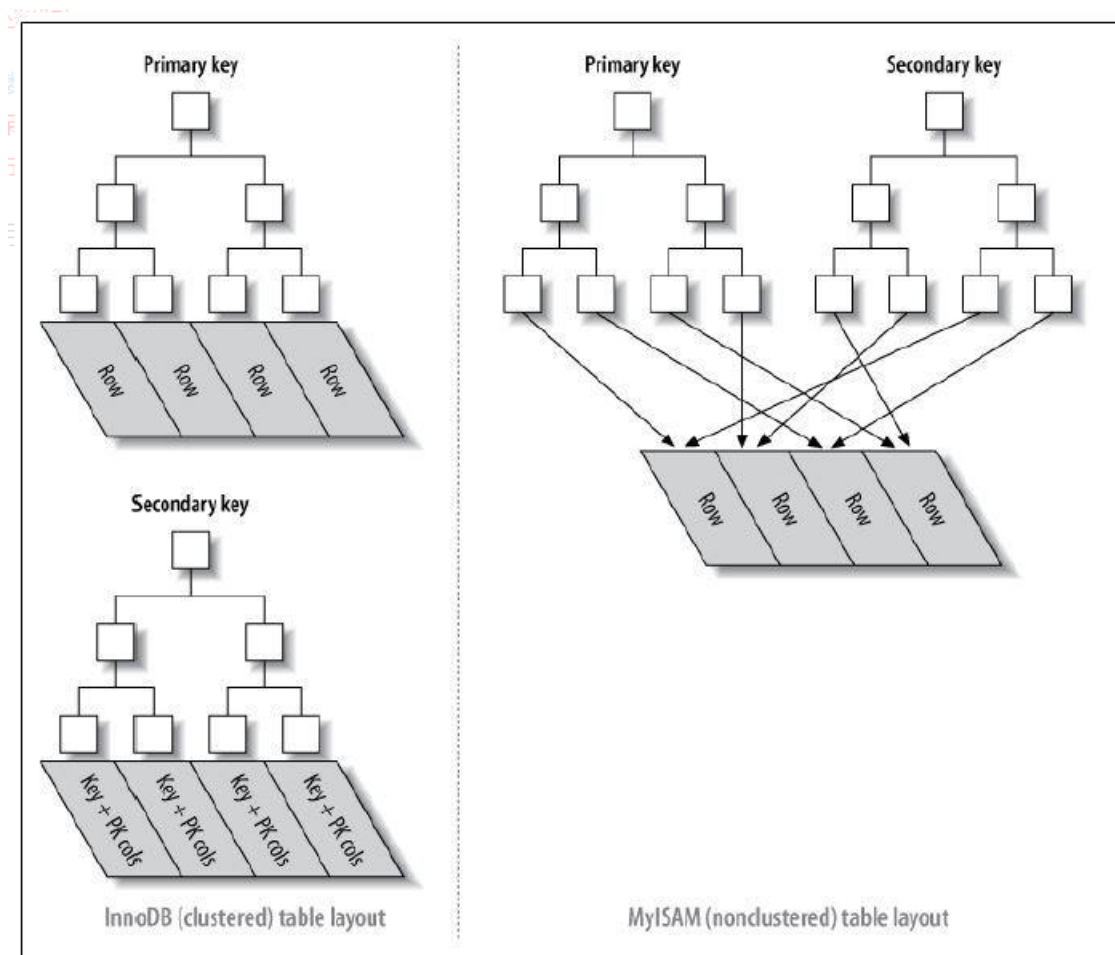 Primary key
Row
Row
Row
Row
Secondary key
Key + PK cols
Key + PK cols
Key + PK cols
Key + PK cols
InnoDB (clustered) table layout
Primary key
Secondary key
Row
Row
Row
Row
MyISAM (nonclustered) table layout